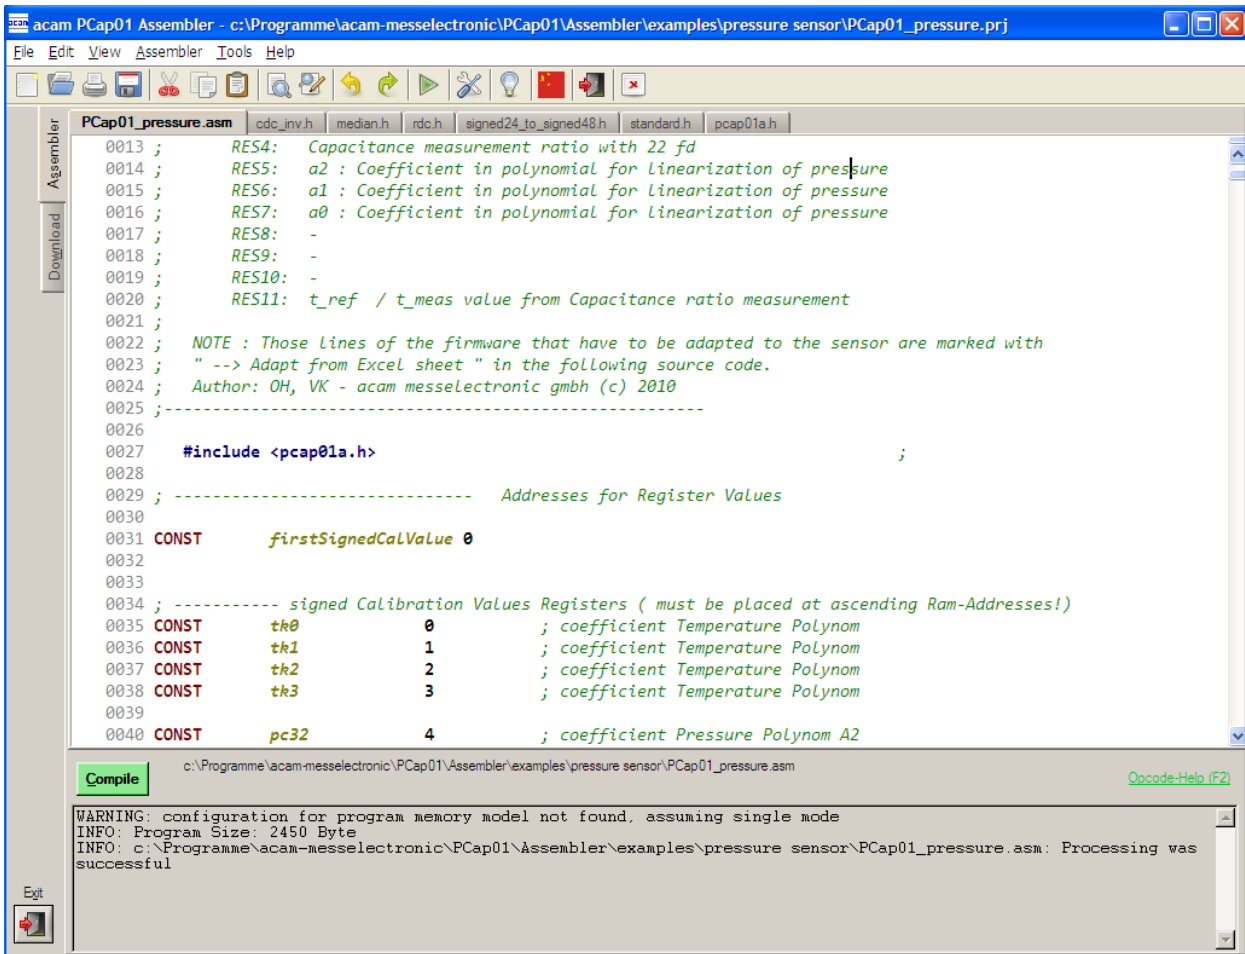 acam acam PCap01 Assembler - c:\Programme\acam-messelectronic\PCap01\Assembler\examples\pressure sensor\PCap01_pressure.prj
File Edit View Assembler Tools Help
Assembler
Download
PCap01_pressure.asm cdc_inv.h median.h rdc.h signed24_to_signed48.h standard.h pcap01a.h
0013 ; RES4: Capacitance measurement ratio with 22 fd
0014 ; RES5: a2 : Coefficient in polynomial for linearization of pressure
0015 ; RES6: a1 : Coefficient in polynomial for linearization of pressure
0016 ; RES7: a0 : Coefficient in polynomial for linearization of pressure
0017 ; RES8: -
0018 ; RES9: -
0019 ; RES10: -
0020 ; RES11: t_ref / t_meas value from Capacitance ratio measurement
0021 ;
0022 ; NOTE : Those lines of the firmware that have to be adapted to the sensor are marked with
0023 ; " --> Adapt from Excel sheet " in the following source code.
0024 ; Author: OH, VK - acam messelectronic gmbh (c) 2010
0025 ;--------------------------------------------------------
0026
0027 #include <pcap01a.h> ;
0028
0029 ; ------------------------------- Addresses for Register Values
0030
0031 CONST firstSignedCalValue 0
0032
0033
0034 ; ----------- signed Calibration Values Registers ( must be placed at ascending Ram-Addresses!)
0035 CONST tk0 0 ; coefficient Temperature Polynom
0036 CONST tk1 1 ; coefficient Temperature Polynom
0037 CONST tk2 2 ; coefficient Temperature Polynom
0038 CONST tk3 3 ; coefficient Temperature Polynom
0039
0040 CONST pc32 4 ; coefficient Pressure Polynom A2
Compile c:\Programme\acam-messelectronic\PCap01\Assembler\examples\pressure sensor\PCap01_pressure.asm Opcode-Help (F2)
WARNING: configuration for program memory model not found, assuming single mode
INFO: Program Size: 2450 Byte
INFO: c:\Programme\acam-messelectronic\PCap01\Assembler\examples\pressure sensor\PCap01_pressure.asm: Processing was
successful
Exit